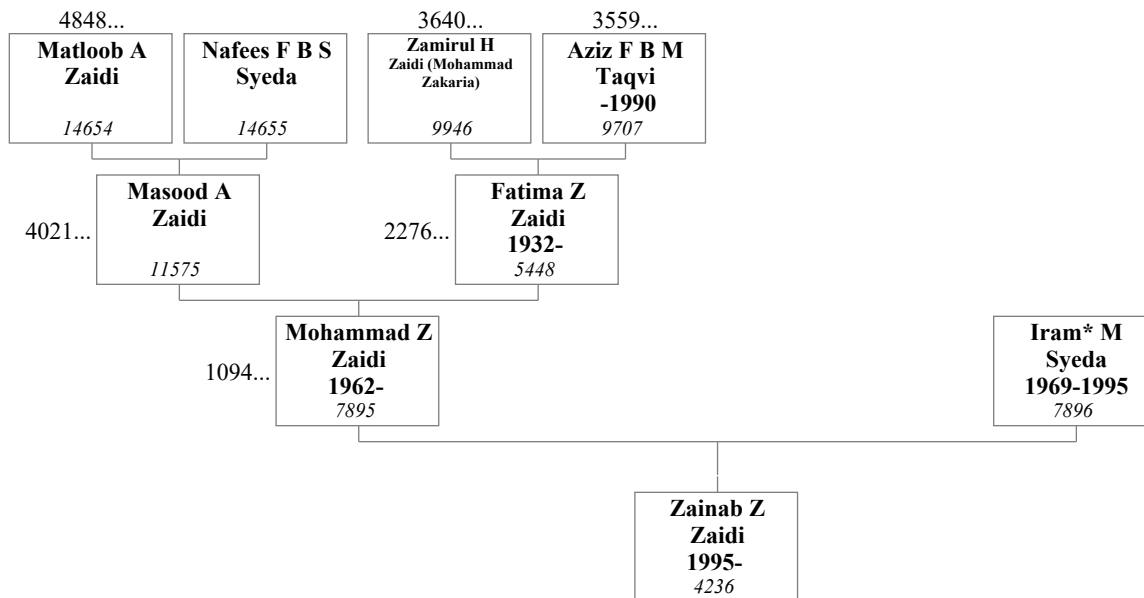 4848...
3640...
3559...
Matloob A
Zaidi
14654
Nafees F B S
Syeda
14655
Zamirul H
Zaidi (Mohammad
Zakaria)
9946
Aziz F B M
Taqvi
-1990
9707
4021...
Masood A
Zaidi
11575
2276...
Fatima Z
Zaidi
1932-
5448
1094...
Mohammad Z
Zaidi
1962-
7895
Iram* M
Syeda
1969-1995
7896
Zainab Z
Zaidi
1995-
4236